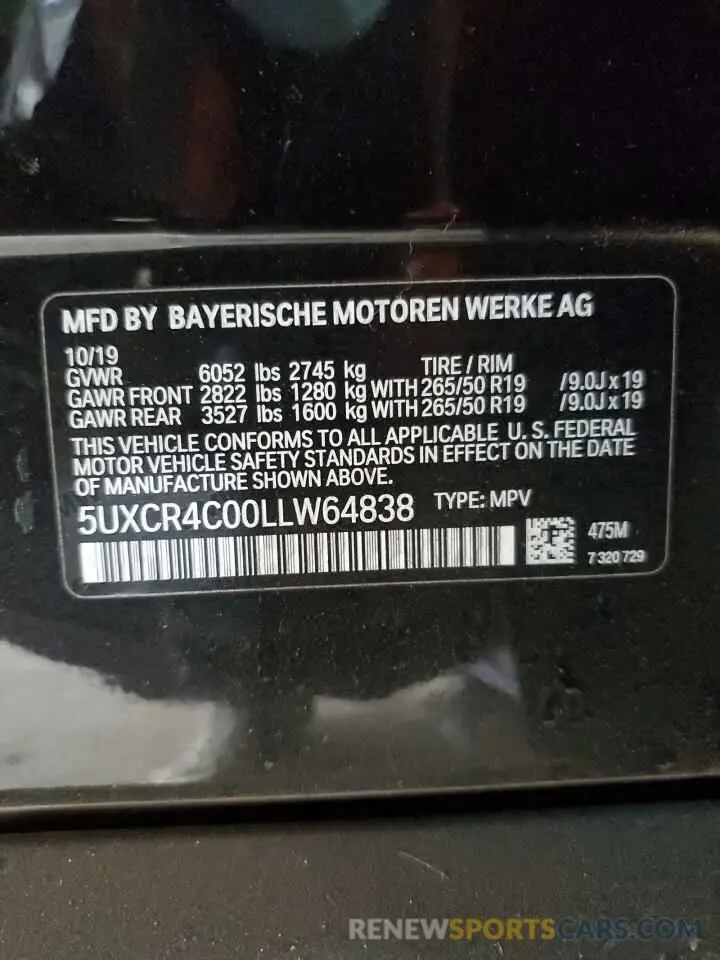 MFD BY BAYERISCHE MOTOREN WERKE AG
10/19
GVWR 6052 lbs 2745 kg TIRE / RIM
GAWR FRONT 2822 lbs 1280 kg WITH 265/50 R19 /9.0J x 19
GAWR REAR 3527 lbs 1600 kg WITH 265/50 R19 /9.0J x 19
THIS VEHICLE CONFORMS TO ALL APPLICABLE U. S. FEDERAL
MOTOR VEHICLE SAFETY STANDARDS IN EFFECT ON THE DATE
OF MANUFACTURE SHOWN ABOVE.
5UXCR4C00LLW64838 TYPE: MPV
475M
7 320 729
RENEWSPORTSCARS.COM